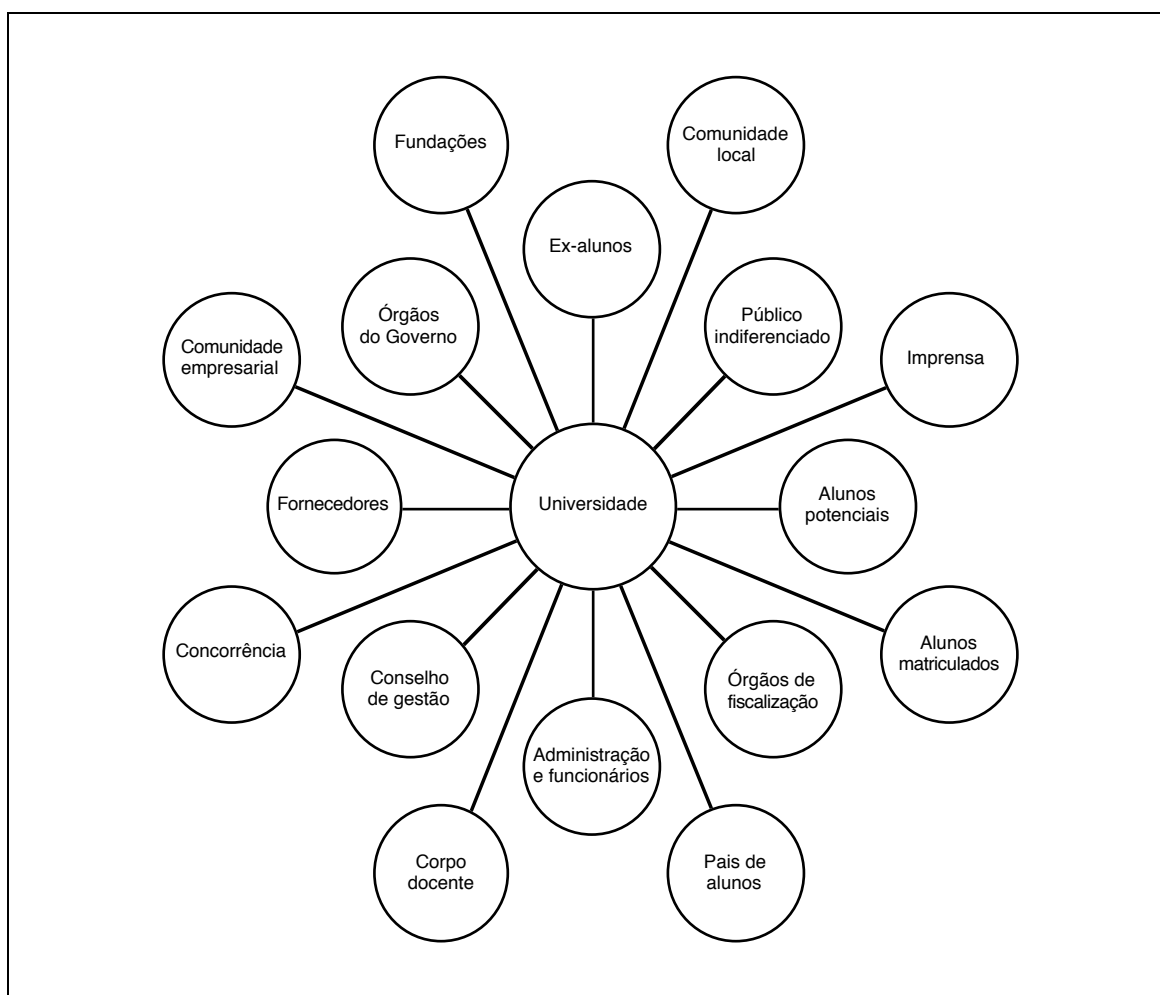 Fundações
Comunidade
local
Ex-alunos
Órgãos
do Governo
Público
indiferenciado
Comunidade
empresarial
Imprensa
Fornecedores
Universidade
Alunos
potenciais
Concorrência
Conselho
de gestão
Órgãos de
fiscalização
Alunos
matriculados
Administração
e funcionários
Corpo
docente
Pais de
alunos